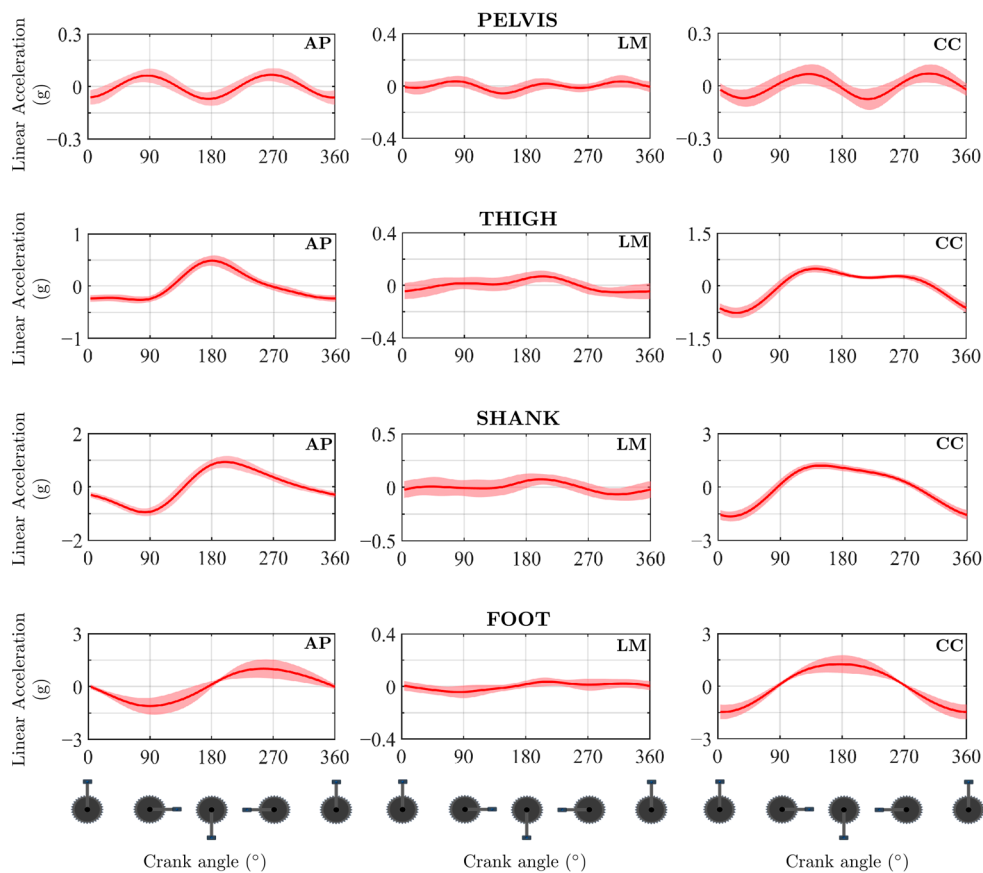 PELVIS
Linear Acceleration
(g)
0.3
0
−0.3
AP
0 90 180 270 360
0.4
0
−0.4
LM
0 90 180 270 360
0.3
0
−0.3
CC
0 90 180 270 360
THIGH
Linear Acceleration
(g)
1
0
−1
AP
0 90 180 270 360
0.4
0
−0.4
LM
0 90 180 270 360
1.5
0
−1.5
CC
0 90 180 270 360
SHANK
Linear Acceleration
(g)
2
0
−2
AP
0 90 180 270 360
0.5
0
−0.5
LM
0 90 180 270 360
3
0
−3
CC
0 90 180 270 360
FOOT
Linear Acceleration
(g)
3
0
−3
AP
0 90 180 270 360
0.4
0
−0.4
LM
0 90 180 270 360
3
0
−3
CC
0 90 180 270 360
Crank angle (°) Crank angle (°) Crank angle (°)